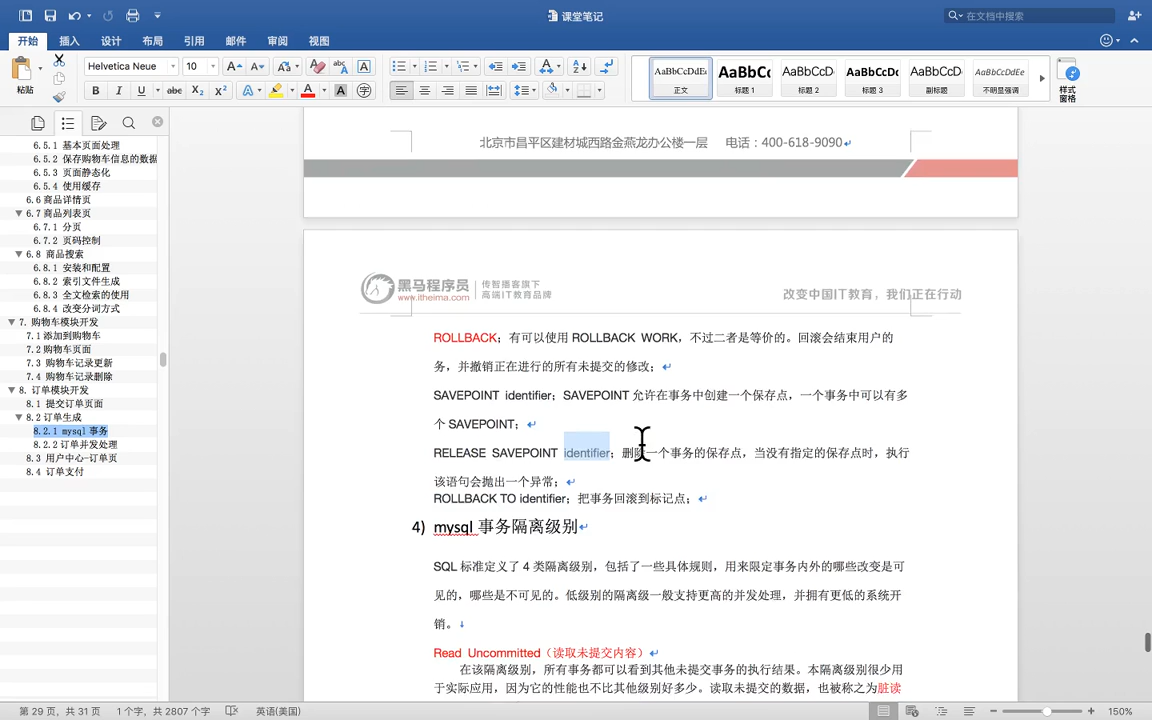 课堂笔记
在文档中搜索
开始 插入 设计 布局 引用 邮件 审阅 视图
粘贴
Helvetica Neue 10
AaBbCcDdEe AaBbCc AaBbCcD AaBbCcDc AaBbCcD AaBbCcDdEe
正文 标题 1 标题 2 标题 3 副标题 不明显强调
样式
窗格
6.5.1 基本页面处理
6.5.2 保存购物车信息的数据
6.5.3 页面静态化
6.5.4 使用缓存
6.6 商品详情页
6.7 商品列表页
6.7.1 分页
6.7.2 页码控制
6.8 商品搜索
6.8.1 安装和配置
6.8.2 索引文件生成
6.8.3 全文检索的使用
6.8.4 更改分词方式
7. 购物车模块开发
7.1 添加到购物车
7.2 购物车页面
7.3 购物车记录更新
7.4 购物车记录删除
8. 订单模块开发
8.1 提交订单页面
8.2 订单生成
8.2.1 mysql 事务
8.2.2 订单并发处理
8.3 用户中心-订单页
8.4 订单支付
北京市昌平区建材城西路金燕龙办公楼一层 电话：400-618-9090
黑马程序员
www.itheima.com
传智播客旗下
高端IT教育品牌
改变中国IT教育，我们正在行动
ROLLBACK；有可以使用 ROLLBACK WORK，不过二者是等价的。回滚会结束用户的
务，并撤销正在进行的所有未提交的修改；
SAVEPOINT identifier；SAVEPOINT 允许在事务中创建一个保存点，一个事务中可以有多
个 SAVEPOINT；
RELEASE SAVEPOINT identifier；删除一个事务的保存点，当没有指定的保存点时，执行
该语句会抛出一个异常；
ROLLBACK TO identifier；把事务回滚到标记点；
4) mysql 事务隔离级别
SQL 标准定义了 4 类隔离级别，包括了一些具体规则，用来限定事务内外的哪些改变是可
见的，哪些是不可见的。低级别的隔离级一般支持更高的并发处理，并拥有更低的系统开
销。
Read Uncommitted（读取未提交内容）
在该隔离级别，所有事务都可以看到其他未提交事务的执行结果。本隔离级别很少用
于实际应用，因为它的性能也不比其他级别好多少。读取未提交的数据，也被称之为脏读
第 29 页，共 31 页 1 个字，共 2807 个字 英语(美国) 150%